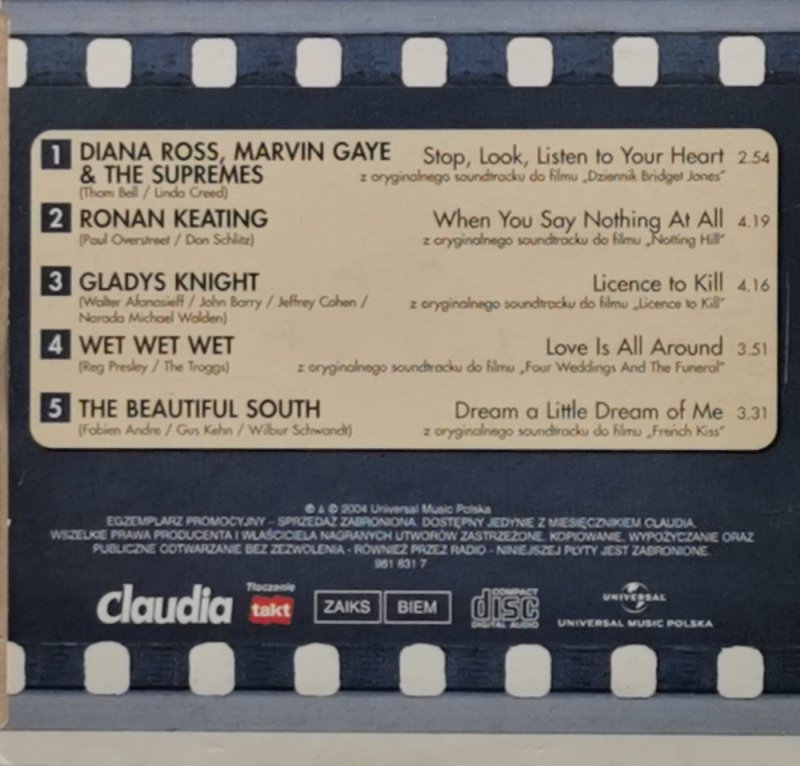 1 DIANA ROSS, MARVIN GAYE Stop, Look, Listen to Your Heart 2.54
& THE SUPREMES z oryginalnego soundtracku do filmu „Dziennik Bridget Jones"
(Thom Bell / Linda Creed)
2 RONAN KEATING When You Say Nothing At All 4.19
(Paul Overstreet / Don Schlitz) z oryginalnego soundtracku do filmu „Notting Hill"
3 GLADYS KNIGHT Licence to Kill 4.16
(Walter Afanasieff / John Barry / Jeffrey Cohen / z oryginalnego soundtracku do filmu „Licence to Kill"
Narada Michael Walden)
4 WET WET WET Love Is All Around 3.51
(Reg Presley / The Troggs) z oryginalnego soundtracku do filmu „Four Weddings And The Funeral"
5 THE BEAUTIFUL SOUTH Dream a Little Dream of Me 3.31
(Fabien Andre / Gus Kehn / Wilbur Schwandt) z oryginalnego soundtracku do filmu „French Kiss"
℗ & © 2004 Universal Music Polska
EGZEMPLARZ PROMOCYJNY – SPRZEDAŻ ZABRONIONA. DOSTĘPNY JEDYNIE Z MIESIĘCZNIKIEM CLAUDIA.
WSZELKIE PRAWA PRODUCENTA I WŁAŚCICIELA NAGRANYCH UTWORÓW ZASTRZEŻONE. KOPIOWANIE, WYPOŻYCZANIE ORAZ
PUBLICZNE ODTWARZANIE BEZ ZEZWOLENIA - RÓWNIEŻ PRZEZ RADIO - NINIEJSZEJ PŁYTY JEST ZABRONIONE.
981 631 7
claudia Tłoczenie takt ZAIKS BIEM COMPACT disc DIGITAL AUDIO UNIVERSAL
UNIVERSAL MUSIC POLSKA